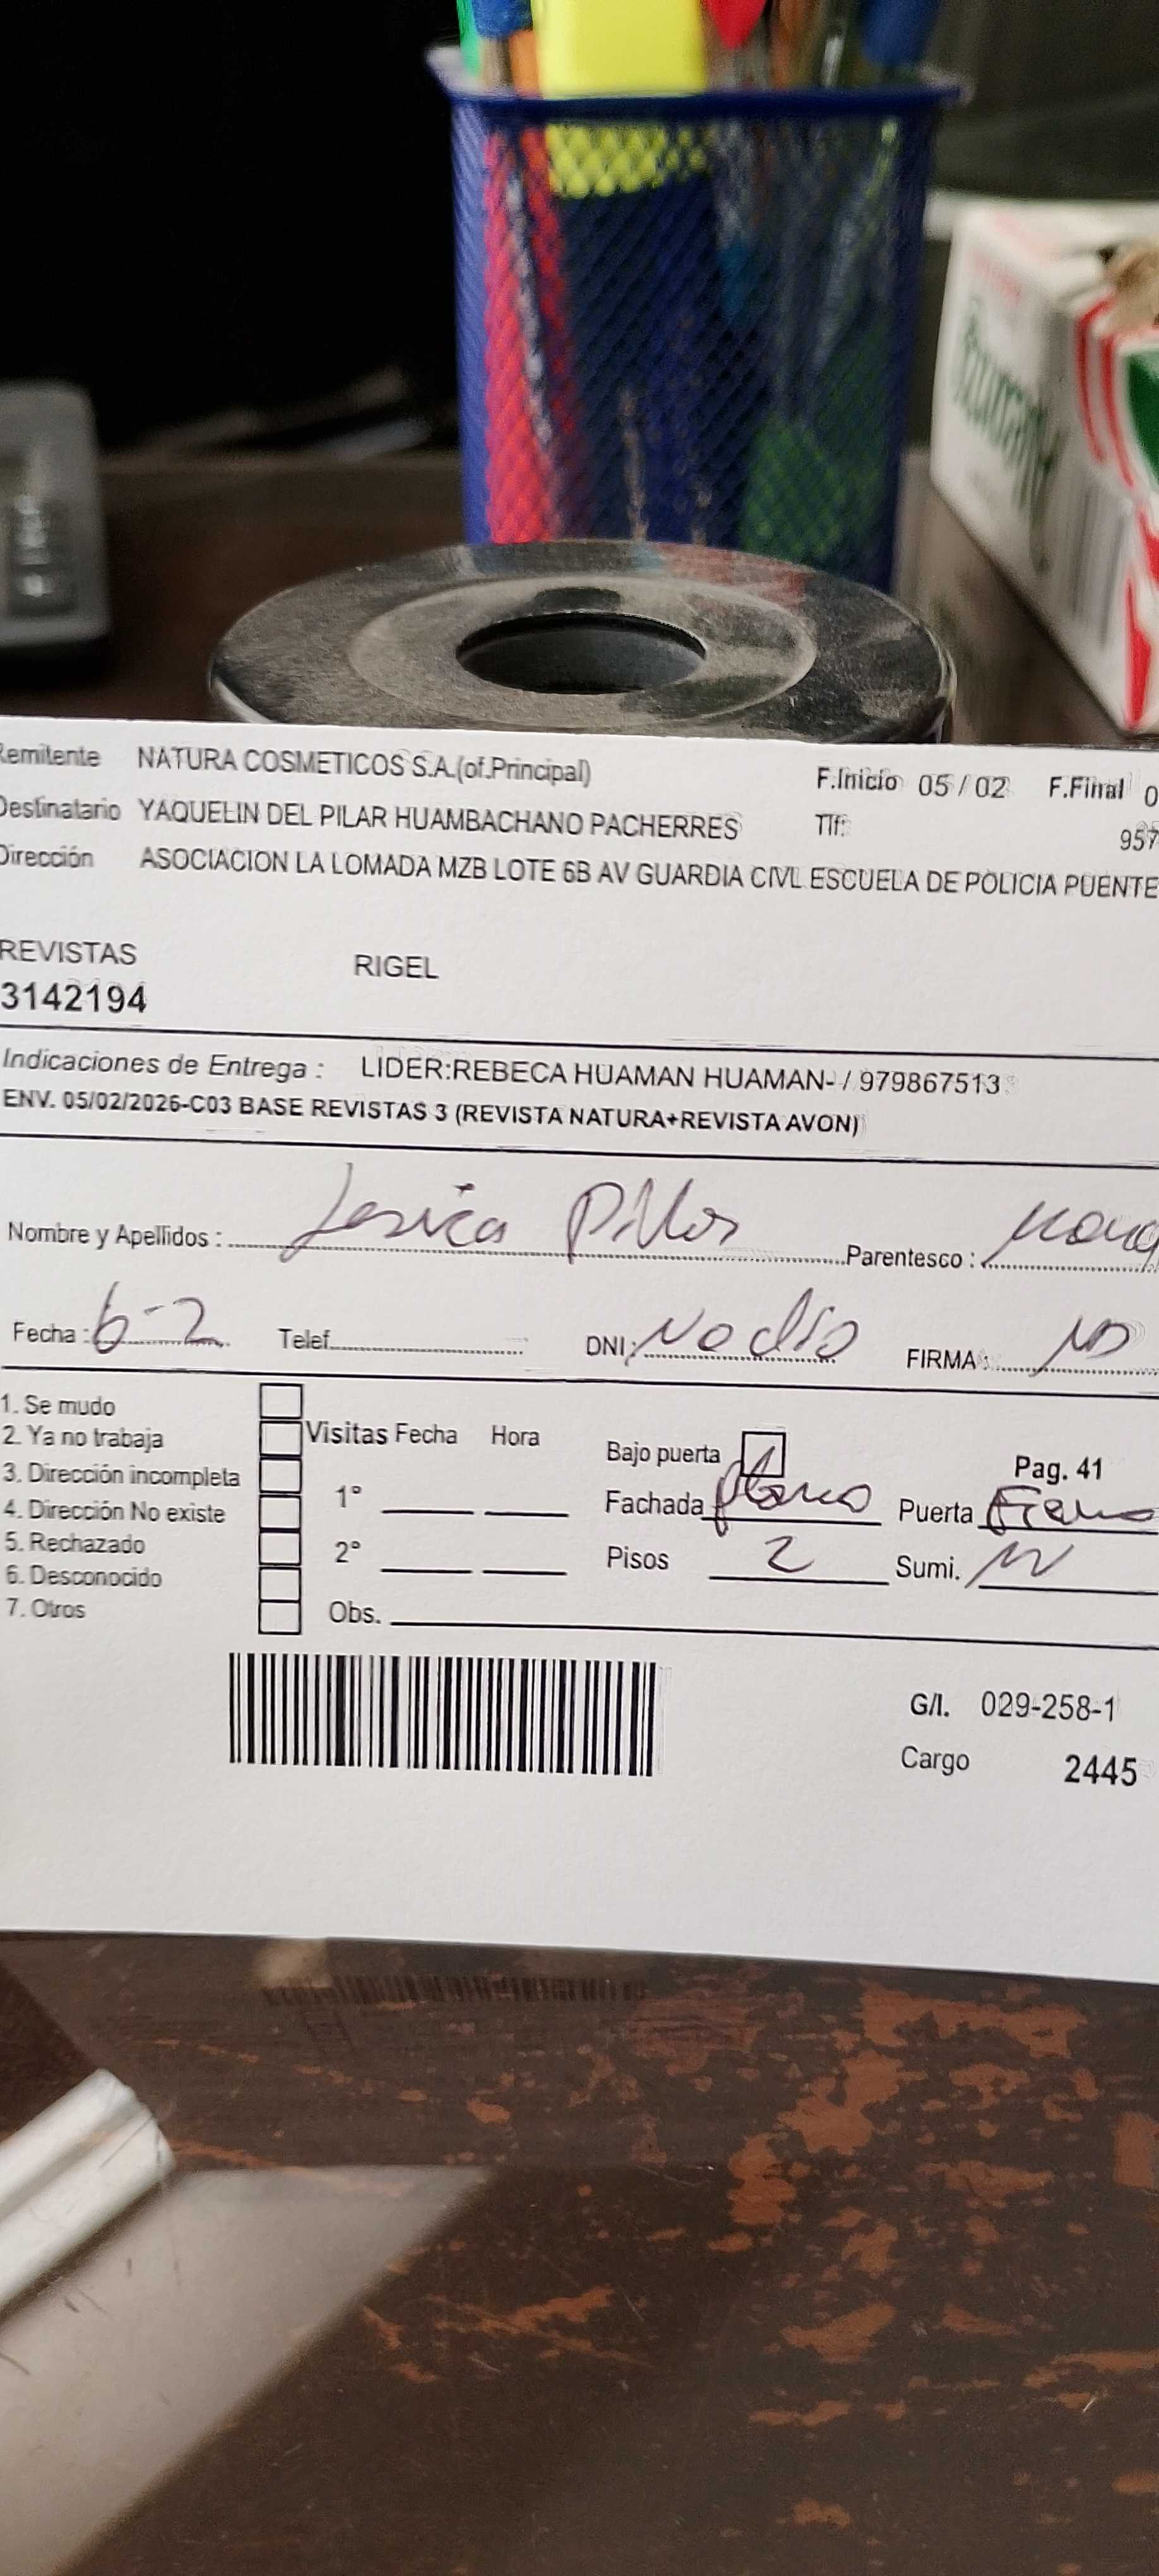 Remitente NATURA COSMETICOS S.A.(of.Principal) F.Inicio 05 / 02 F.Final 0
Destinatario YAQUELIN DEL PILAR HUAMBACHANO PACHERRES Tlf: 957
Dirección ASOCIACION LA LOMADA MZB LOTE 6B AV GUARDIA CIVL ESCUELA DE POLICIA PUENTE
REVISTAS RIGEL
3142194
Indicaciones de Entrega : LIDER:REBECA HUAMAN HUAMAN- / 979867513
ENV. 05/02/2026-C03 BASE REVISTAS 3 (REVISTA NATURA+REVISTA AVON)
Nombre y Apellidos : Jesica Parentesco :
Fecha : 6-2 Telef. DNI: No dio FIRMA : ND
1. Se mudo
2. Ya no trabaja Visitas Fecha Hora Bajo puerta
3. Dirección incompleta Pag. 41
4. Dirección No existe 1° Fachada Puerta
5. Rechazado 2° Pisos 2 Sumi.
6. Desconocido
7. Otros Obs.
G/I. 029-258-1
Cargo 2445